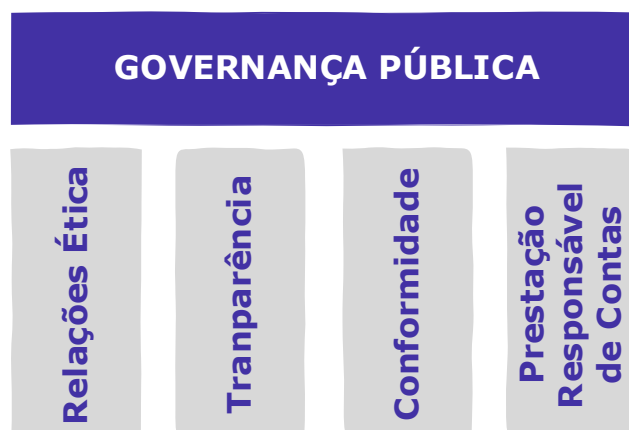 GOVERNANÇA PÚBLICA
Relações Ética
Tranparência
Conformidade
Prestação
Responsável
de Contas